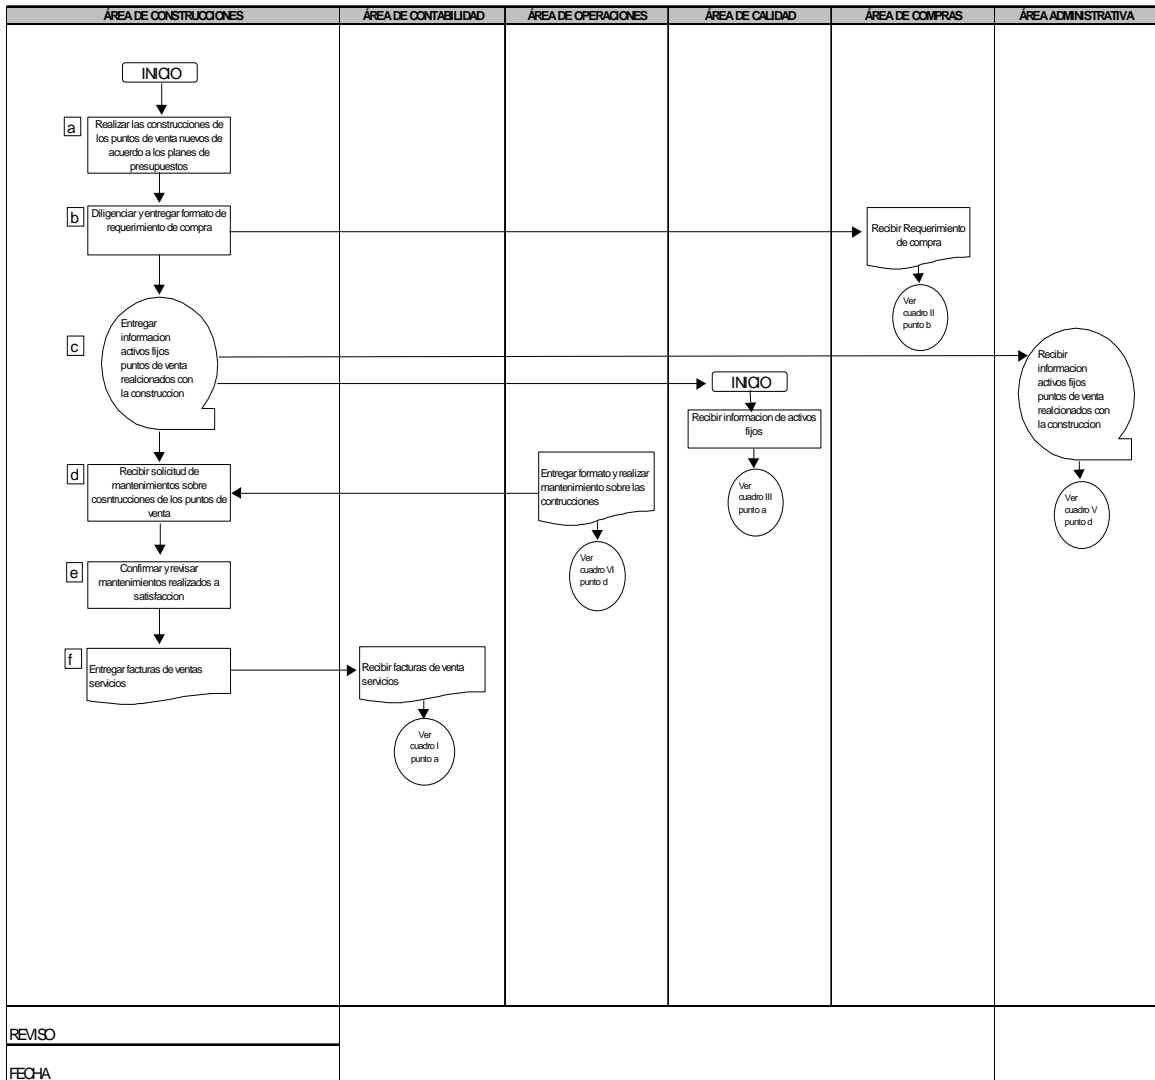 ÁREA DE CONSTRUCCIONES
ÁREA DE CONTABILIDAD
ÁREA DE OPERACIONES
ÁREA DE CALIDAD
ÁREA DE COMPRAS
ÁREA ADMINISTRATIVA
INICIO
a
Realizar las construcciones de
los puntos de venta nuevos de
acuerdo a los planes de
presupuestos
b
Diligenciar y entregar formato de
requerimiento de compra
Recibir Requerimiento
de compra
Ver
cuadro II
punto b
c
Entregar
informacion
activos fijos
puntos de venta
realcionados con
la construccion
Recibir
informacion
activos fijos
puntos de venta
realcionados con
la construccion
INICIO
Recibir informacion de activos
fijos
Ver
cuadro III
punto a
Ver
cuadro V
punto d
d
Recibir solicitud de
mantenimientos sobre
cosntrucciones de los puntos de
venta
Entregar formato y realizar
mantenimiento sobre las
contrucciones
Ver
cuadro VI
punto d
e
Confirmar y revisar
mantenimientos realizados a
satisfaccion
f
Entregar facturas de ventas
servicios
Recibir facturas de venta
servicios
Ver
cuadro I
punto a
REVISO
FECHA